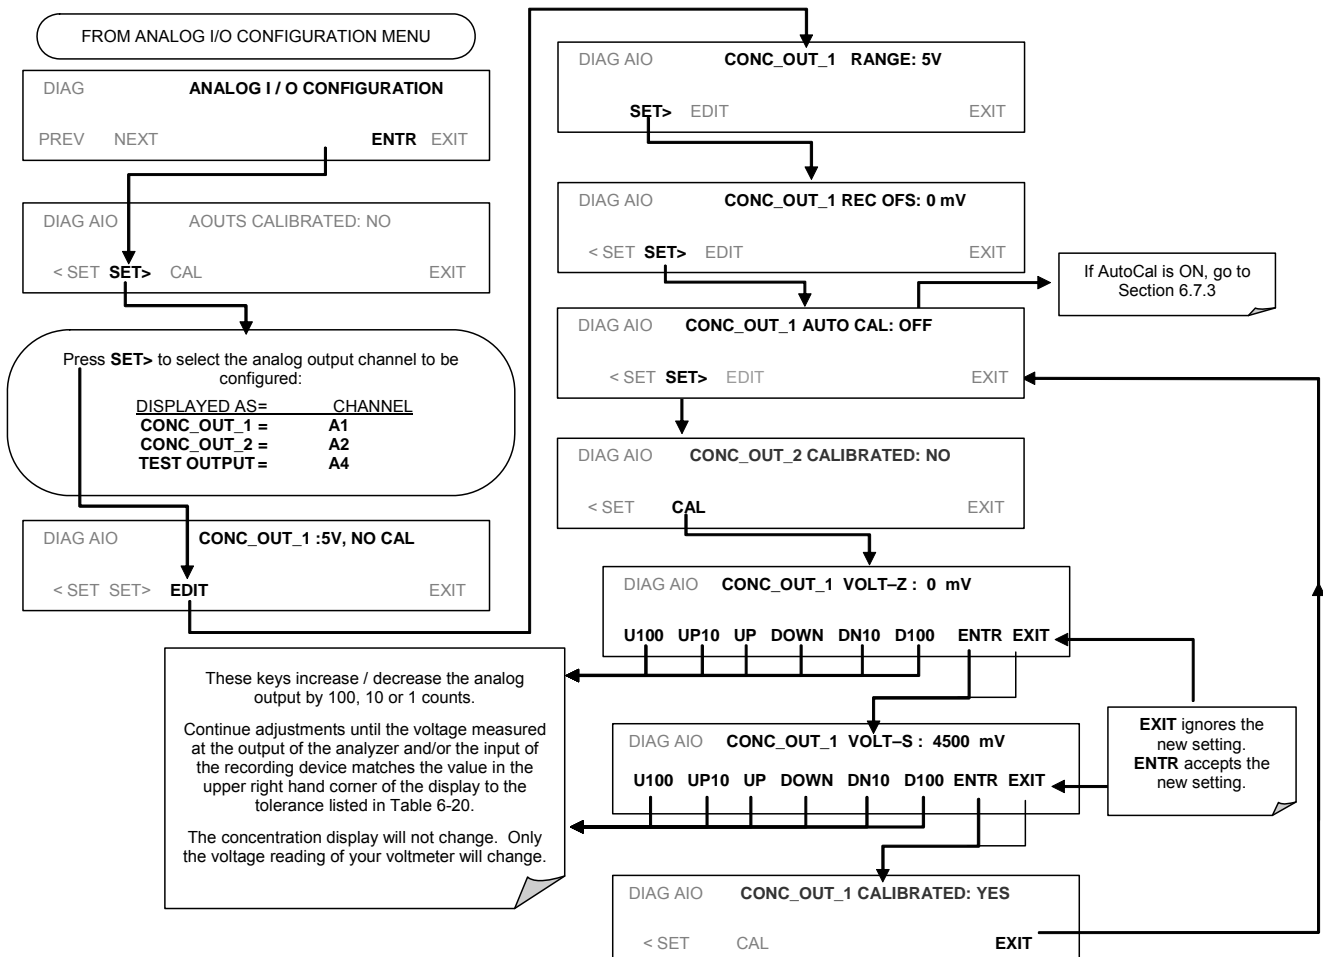 FROM ANALOG I/O CONFIGURATION MENU
DIAG ANALOG I / O CONFIGURATION
PREV NEXT ENTR EXIT
DIAG AIO AOUTS CALIBRATED: NO
< SET SET> CAL EXIT
Press SET> to select the analog output channel to be
configured:
DISPLAYED AS= CHANNEL
CONC_OUT_1 = A1
CONC_OUT_2 = A2
TEST OUTPUT = A4
DIAG AIO CONC_OUT_1 :5V, NO CAL
< SET SET> EDIT EXIT
These keys increase / decrease the analog
output by 100, 10 or 1 counts.
Continue adjustments until the voltage measured
at the output of the analyzer and/or the input of
the recording device matches the value in the
upper right hand corner of the display to the
tolerance listed in Table 6-20.
The concentration display will not change. Only
the voltage reading of your voltmeter will change.
DIAG AIO CONC_OUT_1 RANGE: 5V
SET> EDIT EXIT
DIAG AIO CONC_OUT_1 REC OFS: 0 mV
< SET SET> EDIT EXIT
If AutoCal is ON, go to
Section 6.7.3
DIAG AIO CONC_OUT_1 AUTO CAL: OFF
< SET SET> EDIT EXIT
DIAG AIO CONC_OUT_2 CALIBRATED: NO
< SET CAL EXIT
DIAG AIO CONC_OUT_1 VOLT–Z : 0 mV
U100 UP10 UP DOWN DN10 D100 ENTR EXIT
EXIT ignores the
new setting.
ENTR accepts the
new setting.
DIAG AIO CONC_OUT_1 VOLT–S : 4500 mV
U100 UP10 UP DOWN DN10 D100 ENTR EXIT
DIAG AIO CONC_OUT_1 CALIBRATED: YES
< SET CAL EXIT